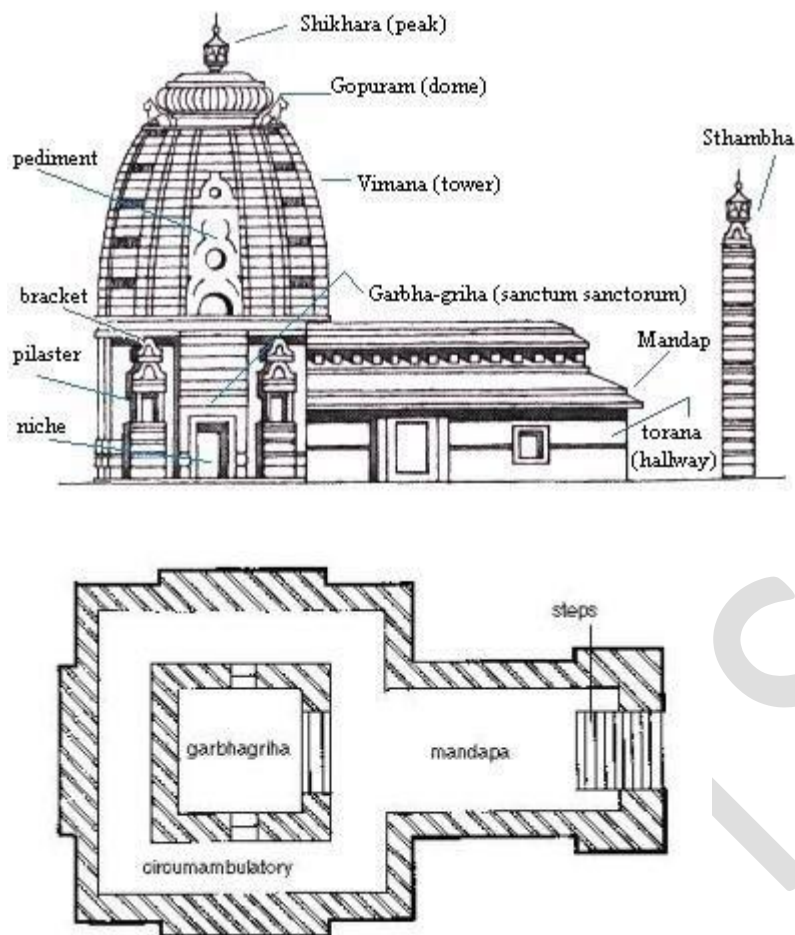 Shikhara (peak)
Gopuram (dome)
Sthambha
pediment
Vimana (tower)
bracket
Garbha-griha (sanctum sanctorum)
Mandap
pilaster
niche
torana
(hallway)
steps
garbhagriha
mandapa
circumambulatory